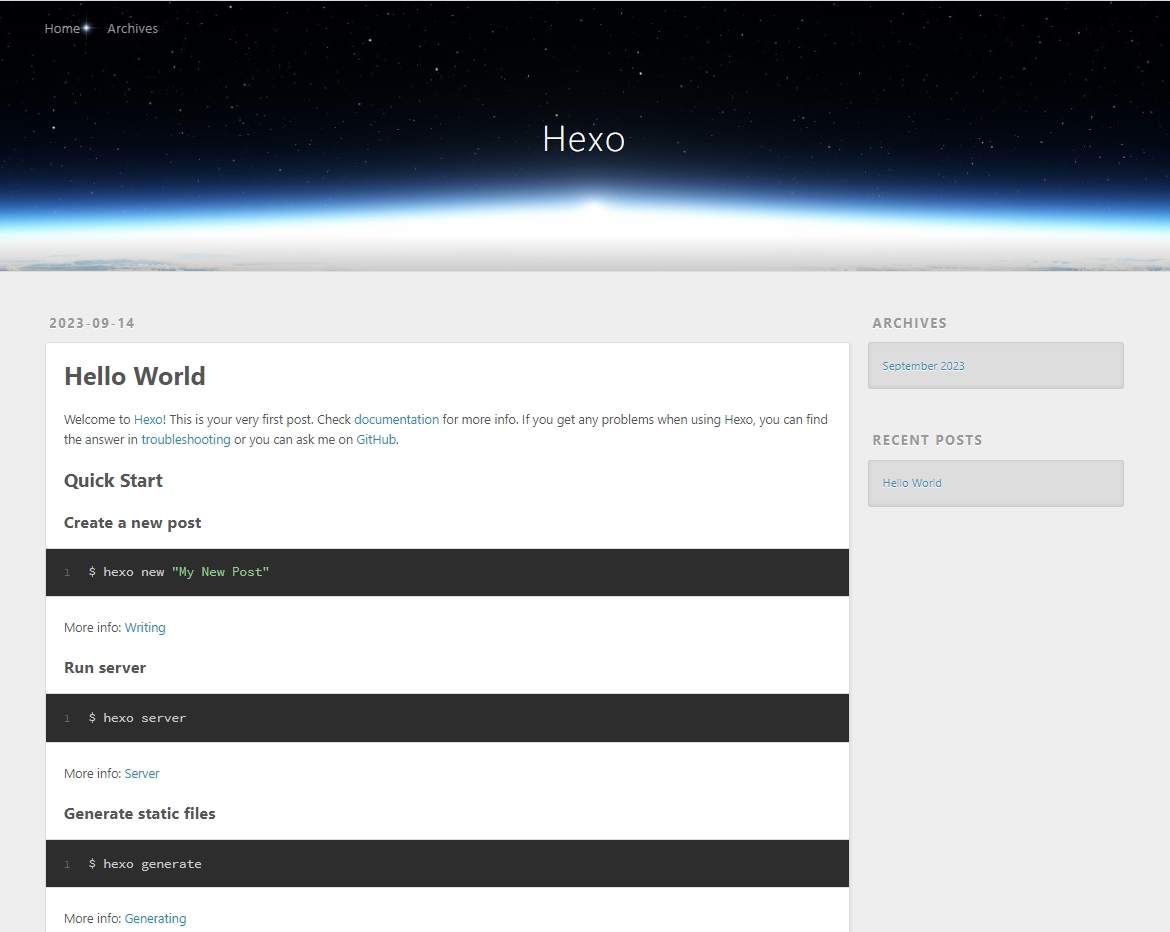 Home
Archives
Hexo
2023-09-14
Hello World
Welcome to Hexo! This is your very first post. Check documentation for more info. If you get any problems when using Hexo, you can find
the answer in troubleshooting or you can ask me on GitHub.
Quick Start
Create a new post
1 $ hexo new "My New Post"
More info: Writing
Run server
1 $ hexo server
More info: Server
Generate static files
1 $ hexo generate
More info: Generating
ARCHIVES
September 2023
RECENT POSTS
Hello World